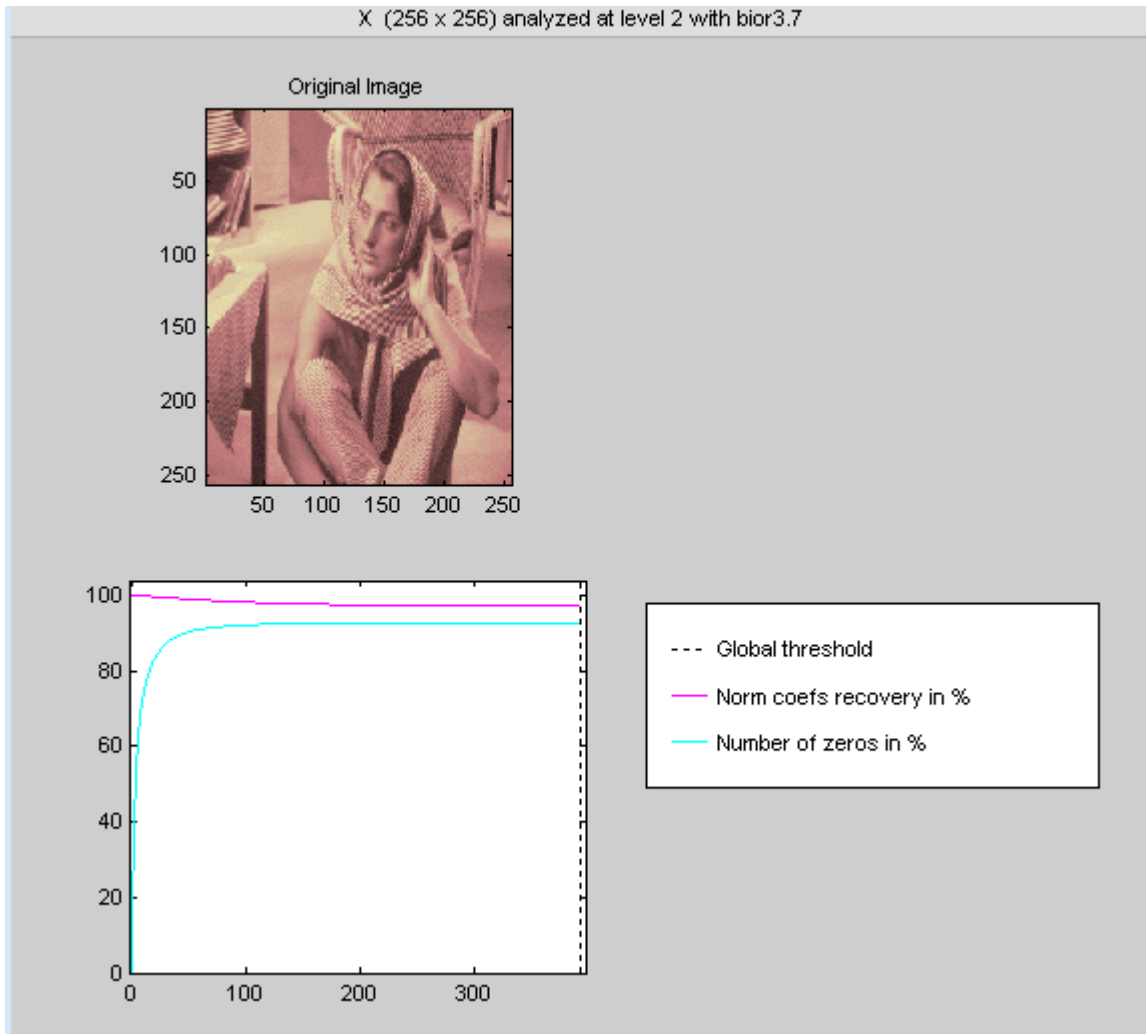 X (256 x 256) analyzed at level 2 with bior3.7
Original Image
50
100
150
200
250
50 100 150 200 250
100
80
60
40
20
0
0 100 200 300
Global threshold
Norm coefs recovery in %
Number of zeros in %